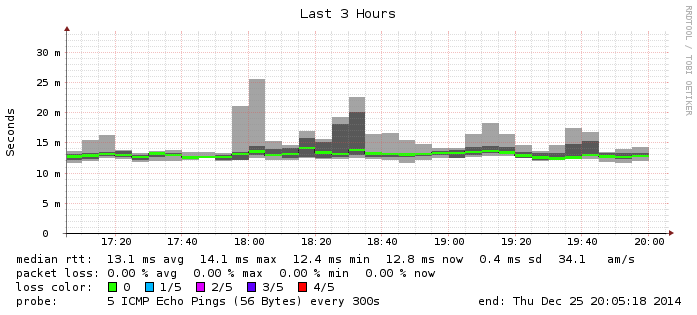 Last 3 Hours
RRDTOOL / TOBI OETIKER
Seconds
30 m
25 m
20 m
15 m
10 m
5 m
0
17:20 17:40 18:00 18:20 18:40 19:00 19:20 19:40 20:00
median rtt: 13.1 ms avg 14.1 ms max 12.4 ms min 12.8 ms now 0.4 ms sd 34.1 am/s
packet loss: 0.00 % avg 0.00 % max 0.00 % min 0.00 % now
loss color: 0 1/5 2/5 3/5 4/5
probe: 5 ICMP Echo Pings (56 Bytes) every 300s end: Thu Dec 25 20:05:18 2014